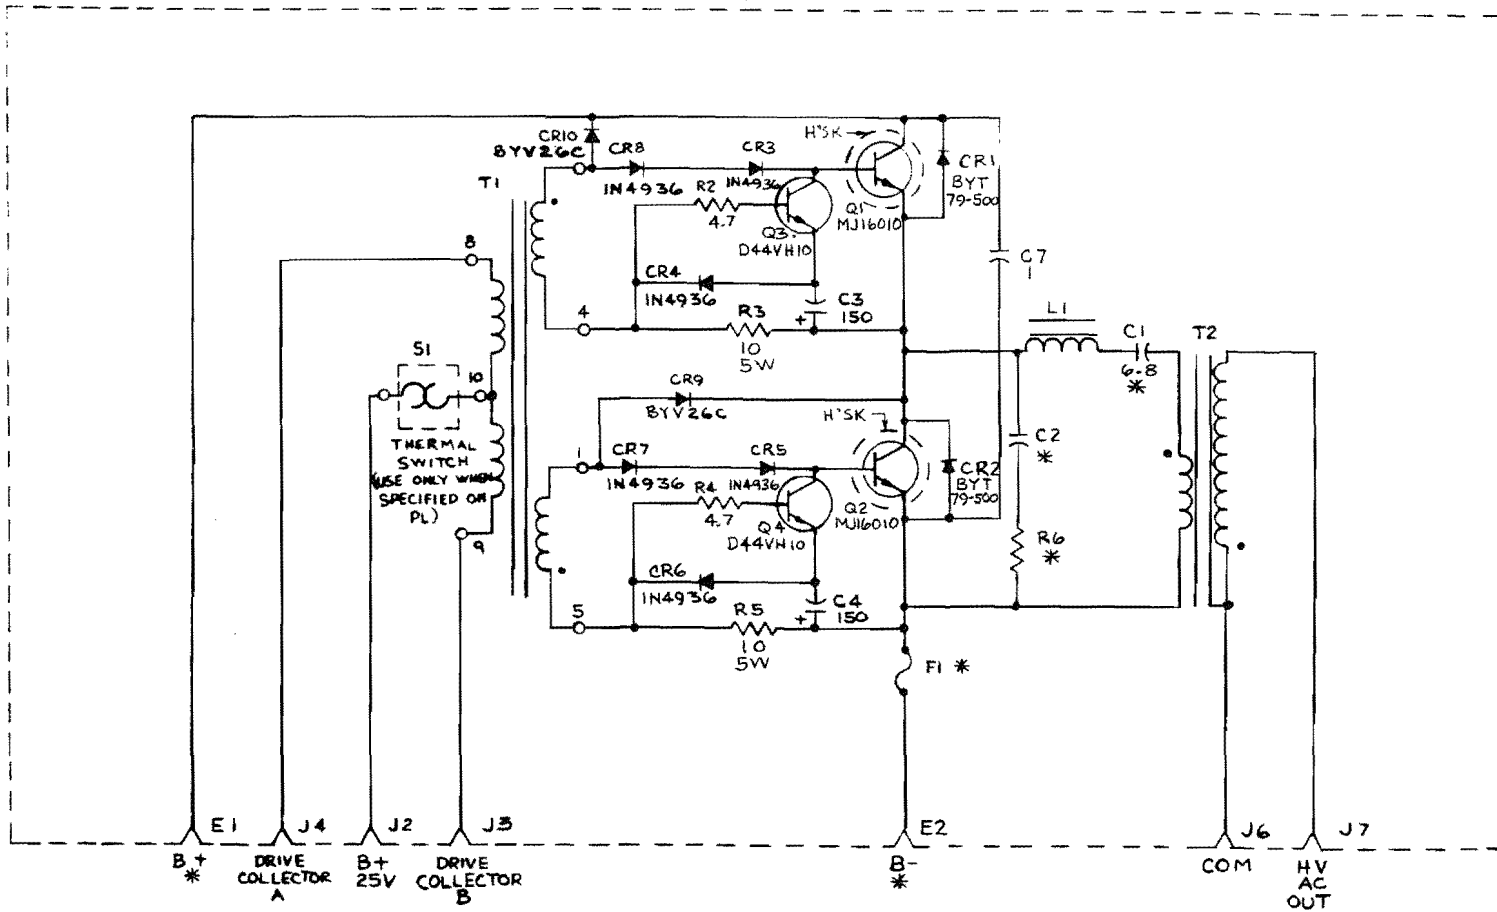 CR10
BYV26C
CR8
1N4936
CR3
1N4936
H'SK
CR1
BYT
79-500
T1
R2
4.7
Q3
D44VH10
Q1
MJ16010
8
CR4
1N4936
C3
+ 150
C7
1
4
R3
10
5W
L1
C1
6.8
*
T2
S1
10
THERMAL
SWITCH
(USE ONLY WHEN
SPECIFIED ON
PL)
CR9
BYV26C
H'SK
C2
*
1
CR7
1N4936
CR5
1N4936
CR2
BYT
79-500
R4
4.7
Q4
D44VH10
Q2
MJ16010
9
R6
*
CR6
1N4936
C4
+ 150
5
R5
10
5W
F1 *
E1
J4
J2
J3
E2
J6
J7
B+
*
DRIVE
COLLECTOR
A
B+
25V
DRIVE
COLLECTOR
B
B-
*
COM
HV
AC
OUT